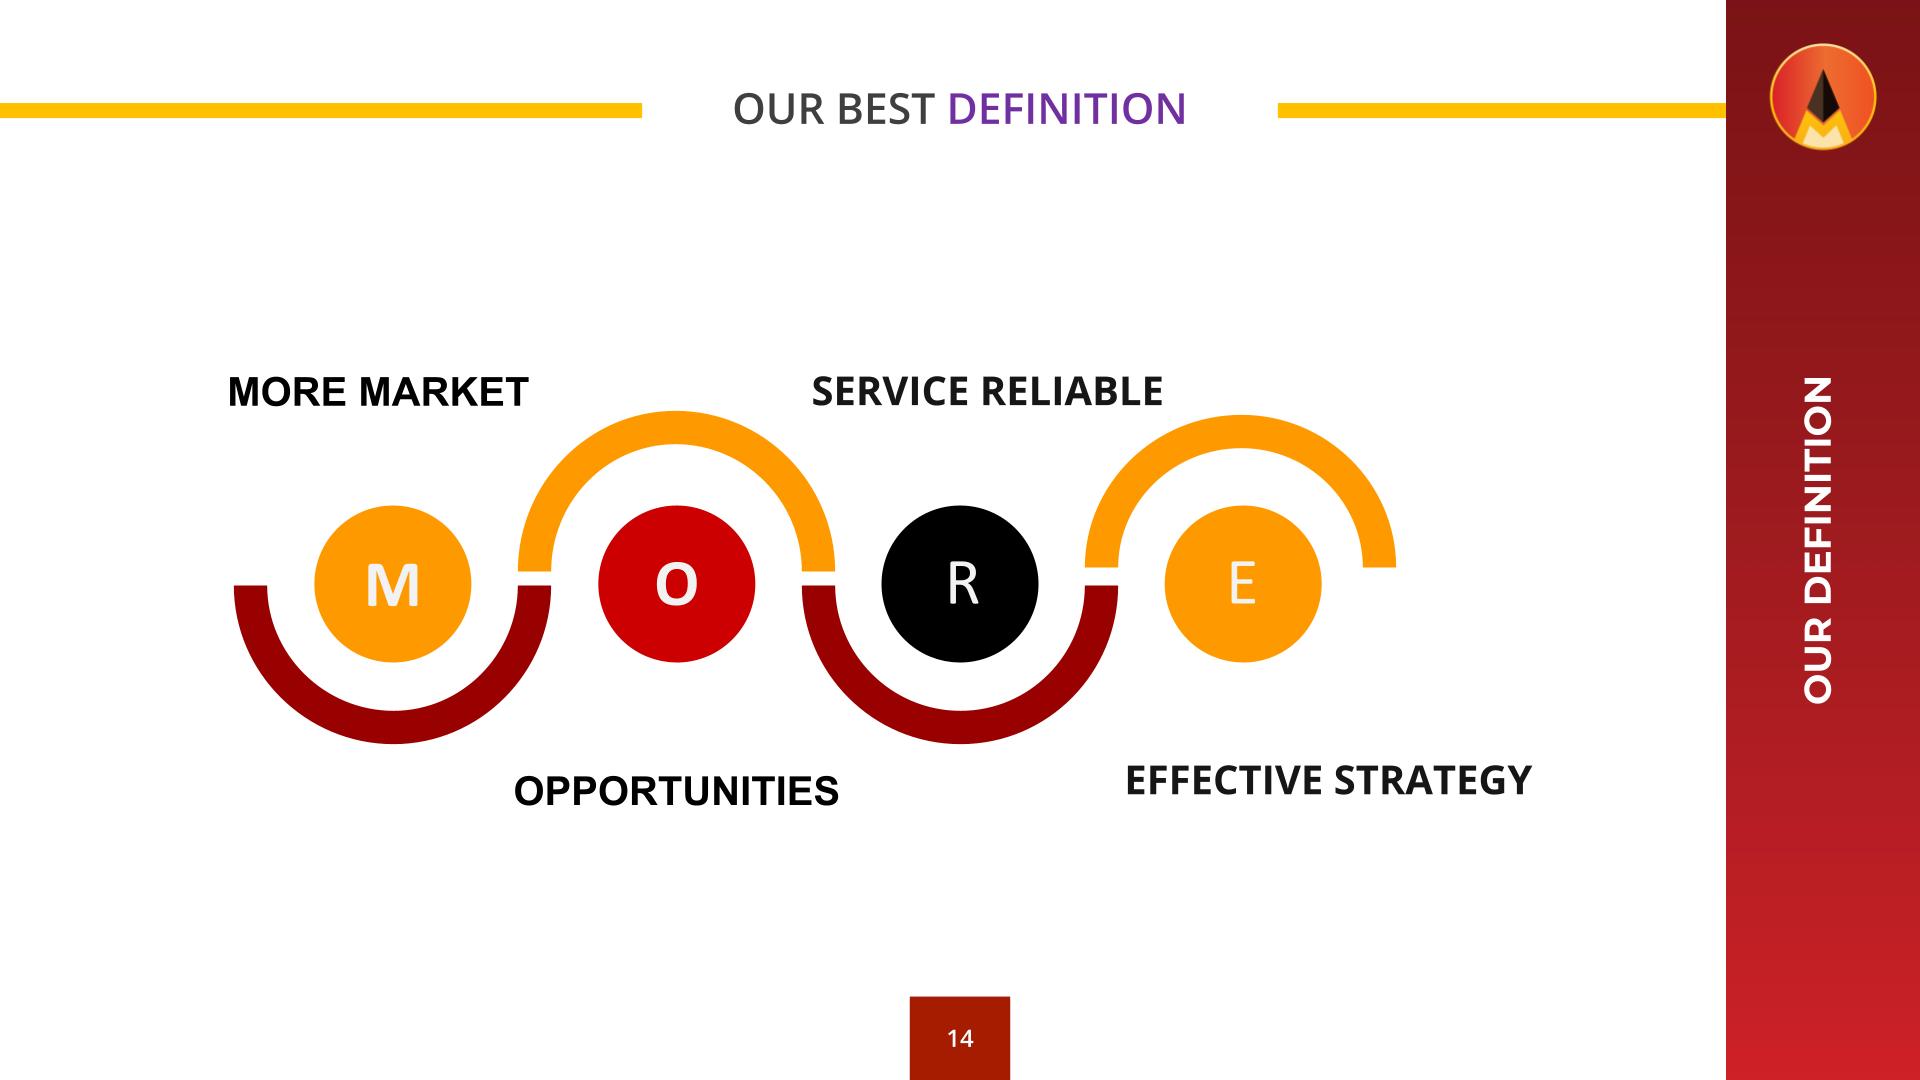 OUR BEST DEFINITION
MORE MARKET
SERVICE RELIABLE
M
O
R
E
OPPORTUNITIES
EFFECTIVE STRATEGY
14
OUR DEFINITION